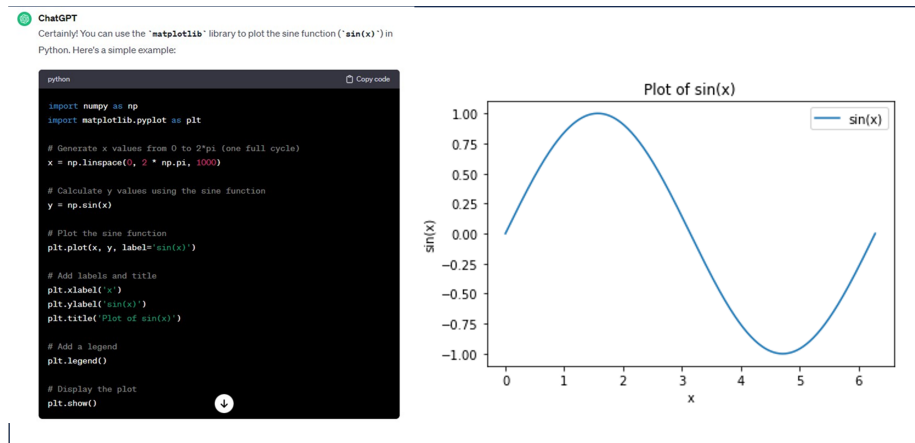 ChatGPT
Certainly! You can use the `matplotlib` library to plot the sine function (`sin(x)`) in
Python. Here's a simple example:
python
Copy code
import numpy as np
import matplotlib.pyplot as plt
# Generate x values from 0 to 2*pi (one full cycle)
x = np.linspace(0, 2 * np.pi, 1000)
# Calculate y values using the sine function
y = np.sin(x)
# Plot the sine function
plt.plot(x, y, label='sin(x)')
# Add labels and title
plt.xlabel('x')
plt.ylabel('sin(x)')
plt.title('Plot of sin(x)')
# Add a legend
plt.legend()
# Display the plot
plt.show()
Plot of sin(x)
sin(x)
1.00
0.75
0.50
0.25
0.00
−0.25
−0.50
−0.75
−1.00
sin(x)
0 1 2 3 4 5 6
x